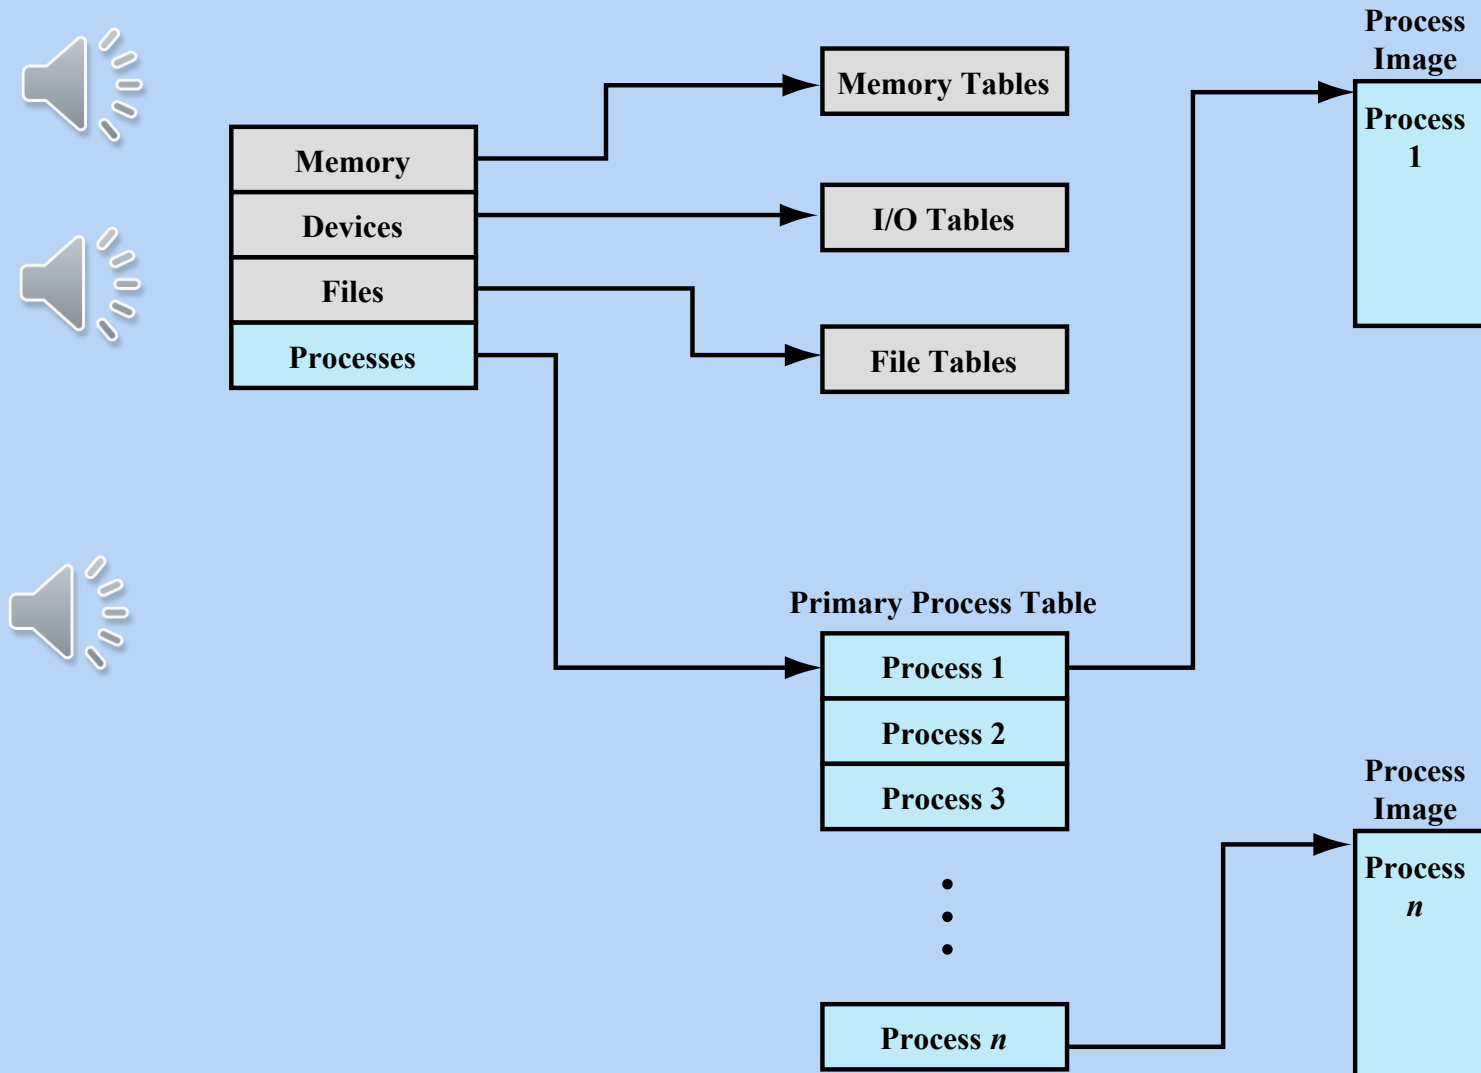 Memory
Devices
Files
Processes
Memory Tables
I/O Tables
File Tables
Primary Process Table
Process 1
Process 2
Process 3
Process n
Process
Image
Process
1
Process
Image
Process
n